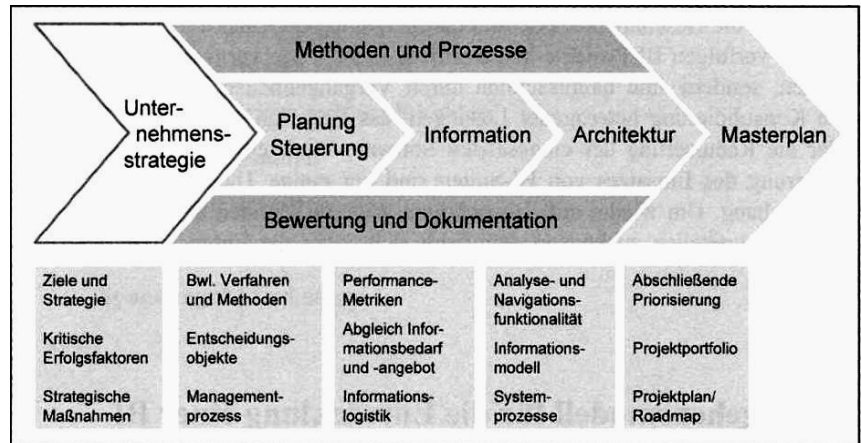 Methoden und Prozesse
Unter-
nehmens-
strategie
Planung
Steuerung
Information
Architektur
Masterplan
Bewertung und Dokumentation
Ziele und
Strategie
Kritische
Erfolgsfaktoren
Strategische
Maßnahmen
Bwl. Verfahren
und Methoden
Entscheidungs-
objekte
Management-
prozess
Performance-
Metriken
Abgleich Infor-
mationsbedarf
und -angebot
Informations-
logistik
Analyse- und
Navigations-
funktionalität
Informations-
modell
System-
prozesse
Abschließende
Priorisierung
Projektportfolio
Projektplan/
Roadmap